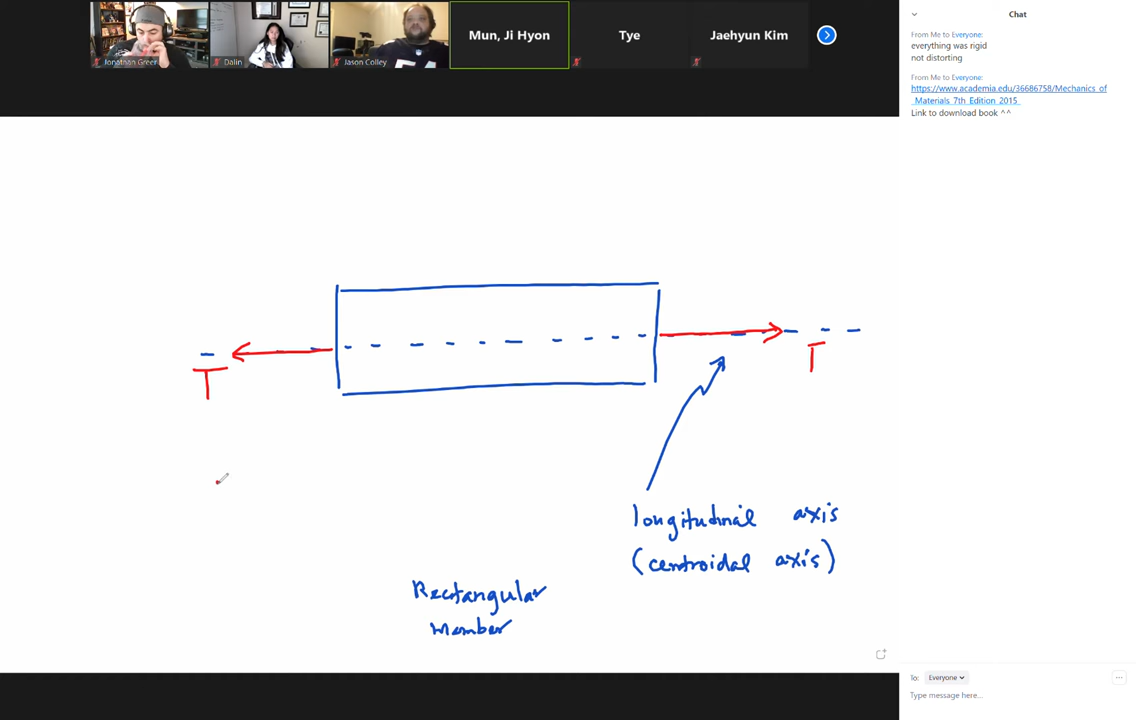 Jonathan Green
Dalin
Jason Colley
Mun, Ji Hyon
Tye
Jaehyun Kim
Chat
From Me to Everyone:
everything was rigid
not distorting
From Me to Everyone:
https://www.academia.edu/36686758/Mechanics_of
_Materials_7th_Edition_2015_
Link to download book ^^
T
T
longitudinal axis
(centroidal axis)
Rectangular
member
To: Everyone
Type message here...